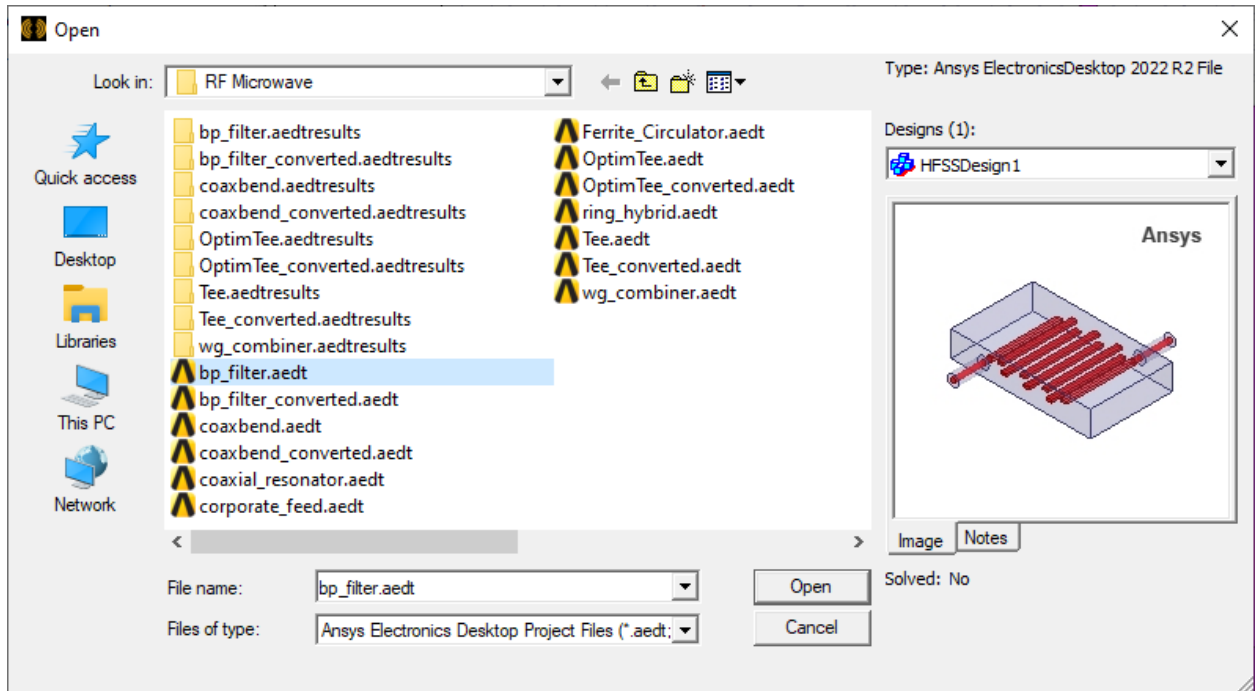 Open
Look in:
RF Microwave
Type: Ansys ElectronicsDesktop 2022 R2 File
Quick access
Desktop
Libraries
This PC
Network
bp_filter.aedtresults
bp_filter_converted.aedtresults
coaxbend.aedtresults
coaxbend_converted.aedtresults
OptimTee.aedtresults
OptimTee_converted.aedtresults
Tee.aedtresults
Tee_converted.aedtresults
wg_combiner.aedtresults
bp_filter.aedt
bp_filter_converted.aedt
coaxbend.aedt
coaxbend_converted.aedt
coaxial_resonator.aedt
corporate_feed.aedt
Ferrite_Circulator.aedt
OptimTee.aedt
OptimTee_converted.aedt
ring_hybrid.aedt
Tee.aedt
Tee_converted.aedt
wg_combiner.aedt
Designs (1):
HFSSDesign1
Ansys
Image
Notes
Solved: No
File name:
bp_filter.aedt
Open
Files of type:
Ansys Electronics Desktop Project Files (*.aedt;
Cancel